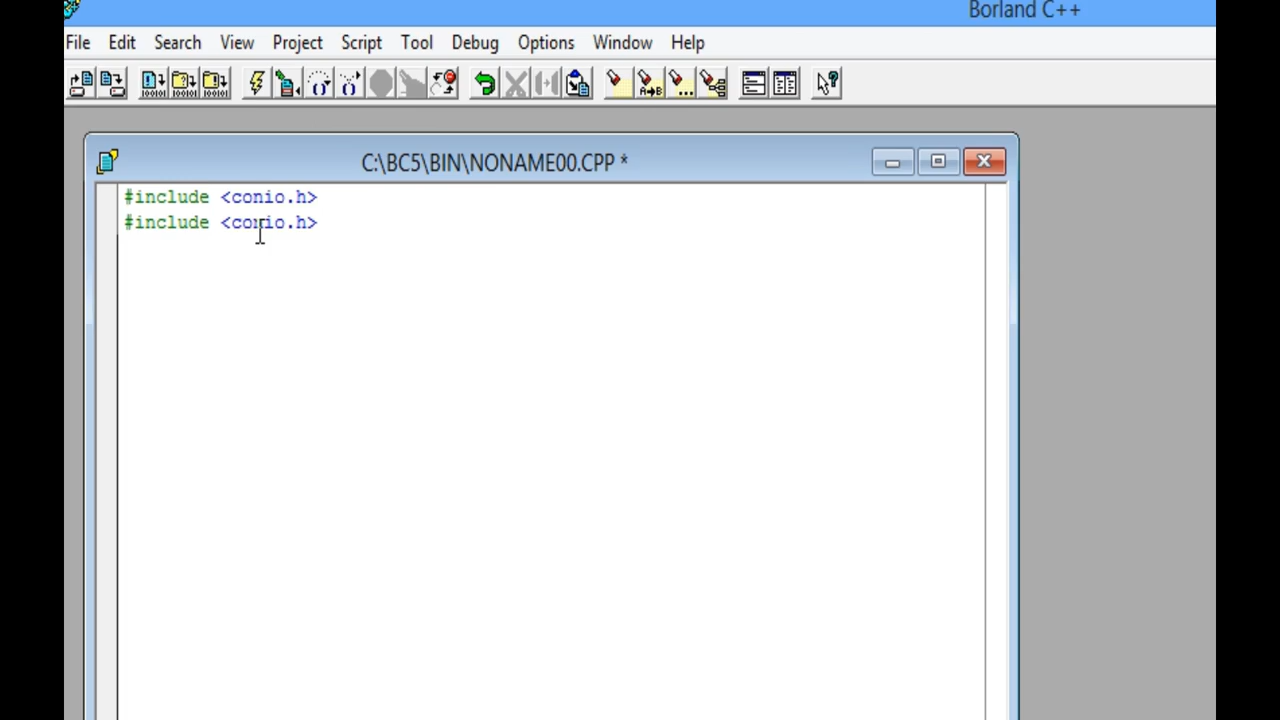 Borland C++
File Edit Search View Project Script Tool Debug Options Window Help
C:\BC5\BIN\NONAME00.CPP *
#include <conio.h>
#include <conio.h>